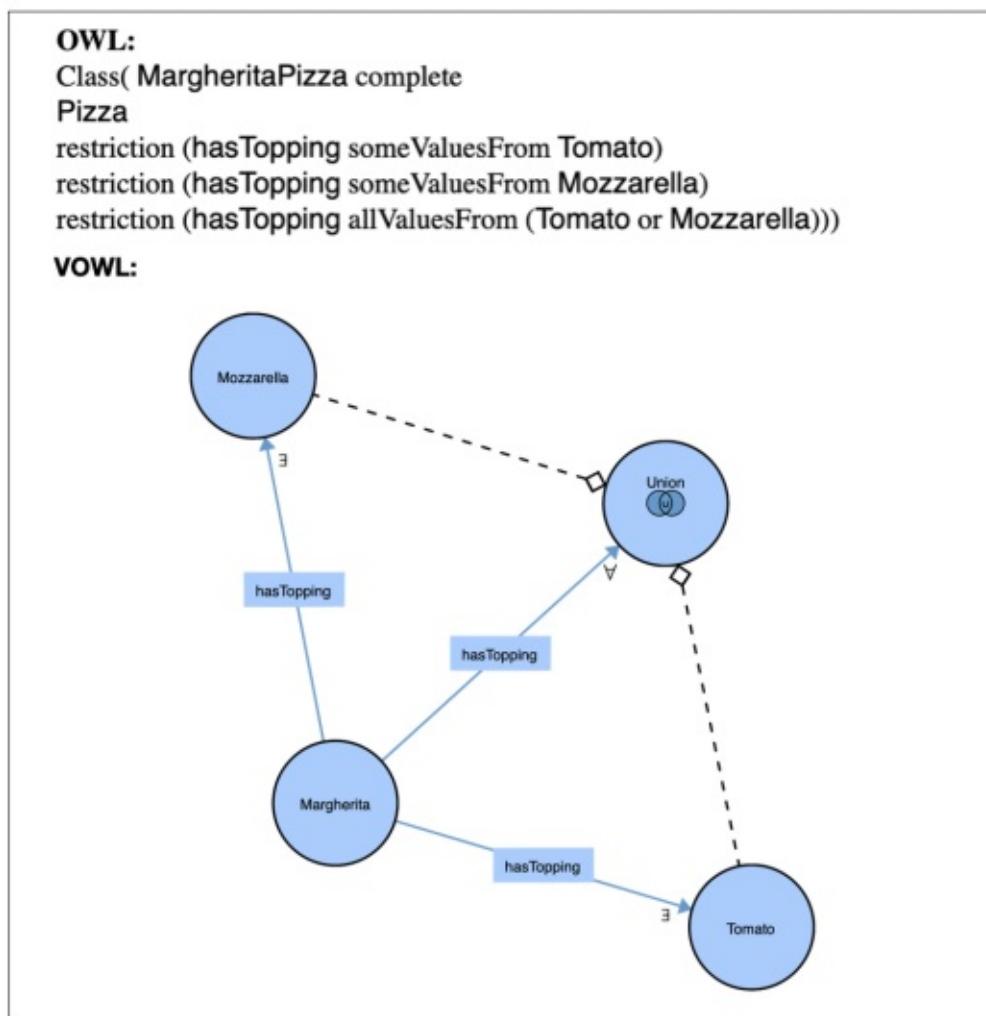 OWL:
Class( MargheritaPizza complete
Pizza
restriction (hasTopping someValuesFrom Tomato)
restriction (hasTopping someValuesFrom Mozzarella)
restriction (hasTopping allValuesFrom (Tomato or Mozzarella)))
VOWL:
Mozzarella
∃
Union
∪
∀
hasTopping
hasTopping
Margherita
hasTopping
∃
Tomato